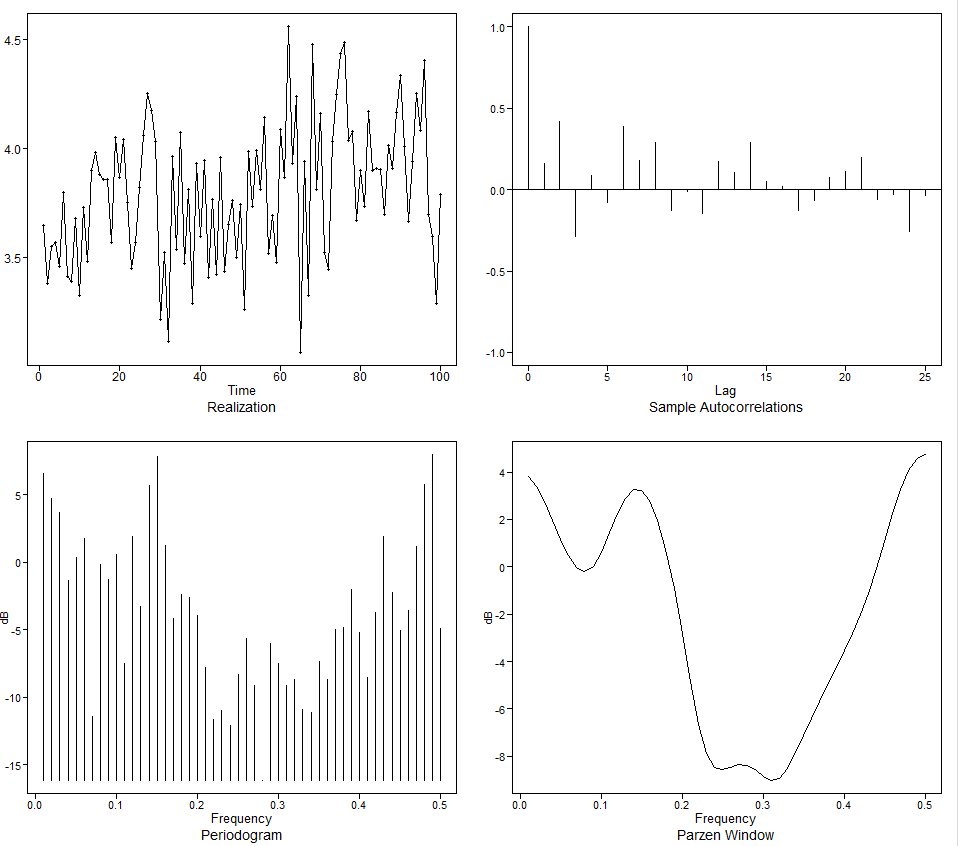 4.5
4.0
3.5
0 20 40 60 80 100
Time
Realization
1.0
0.5
0.0
-0.5
-1.0
0 5 10 15 20 25
Lag
Sample Autocorrelations
5
0
-5
-10
-15
dB
0.0 0.1 0.2 0.3 0.4 0.5
Frequency
Periodogram
4
2
0
-2
-4
-6
-8
dB
0.0 0.1 0.2 0.3 0.4 0.5
Frequency
Parzen Window